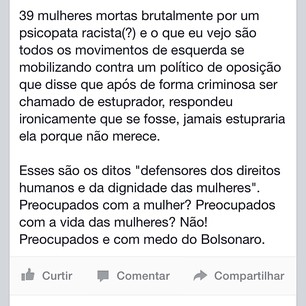 39 mulheres mortas brutalmente por um
psicopata racista(?) e o que eu vejo são
todos os movimentos de esquerda se
mobilizando contra um político de oposição
que disse que após de forma criminosa ser
chamado de estuprador, respondeu
ironicamente que se fosse, jamais estupraria
ela porque não merece.

Esses são os ditos "defensores dos direitos
humanos e da dignidade das mulheres".
Preocupados com a mulher? Preocupados
com a vida das mulheres? Não!
Preocupados e com medo do Bolsonaro.

Curtir Comentar Compartilhar